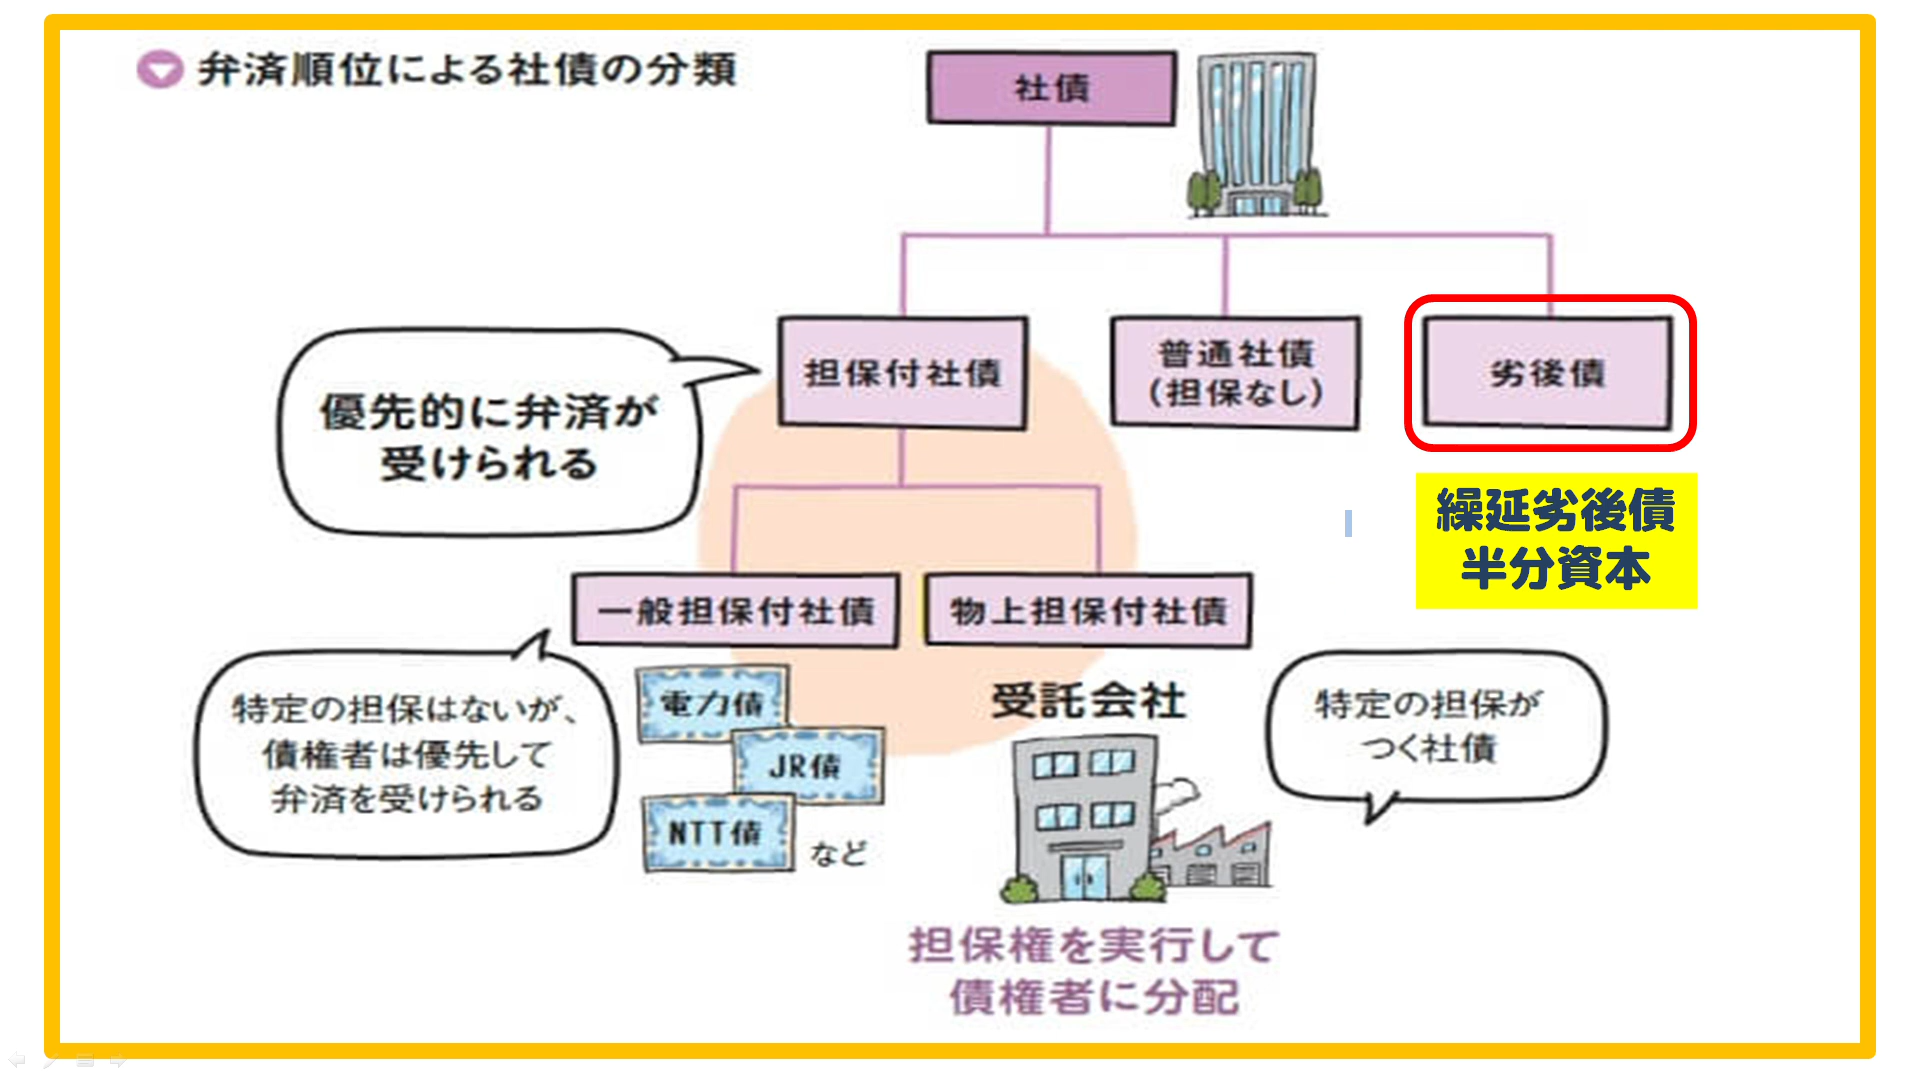 弁済順位による社債の分類
社債
担保付社債
普通社債
(担保なし)
劣後債
優先的に弁済が
受けられる
繰延劣後債
半分資本
一般担保付社債
物上担保付社債
特定の担保はないが、
債権者は優先して
弁済を受けられる
電力債
JR債
NTT債
など
受託会社
特定の担保が
つく社債
担保権を実行して
債権者に分配